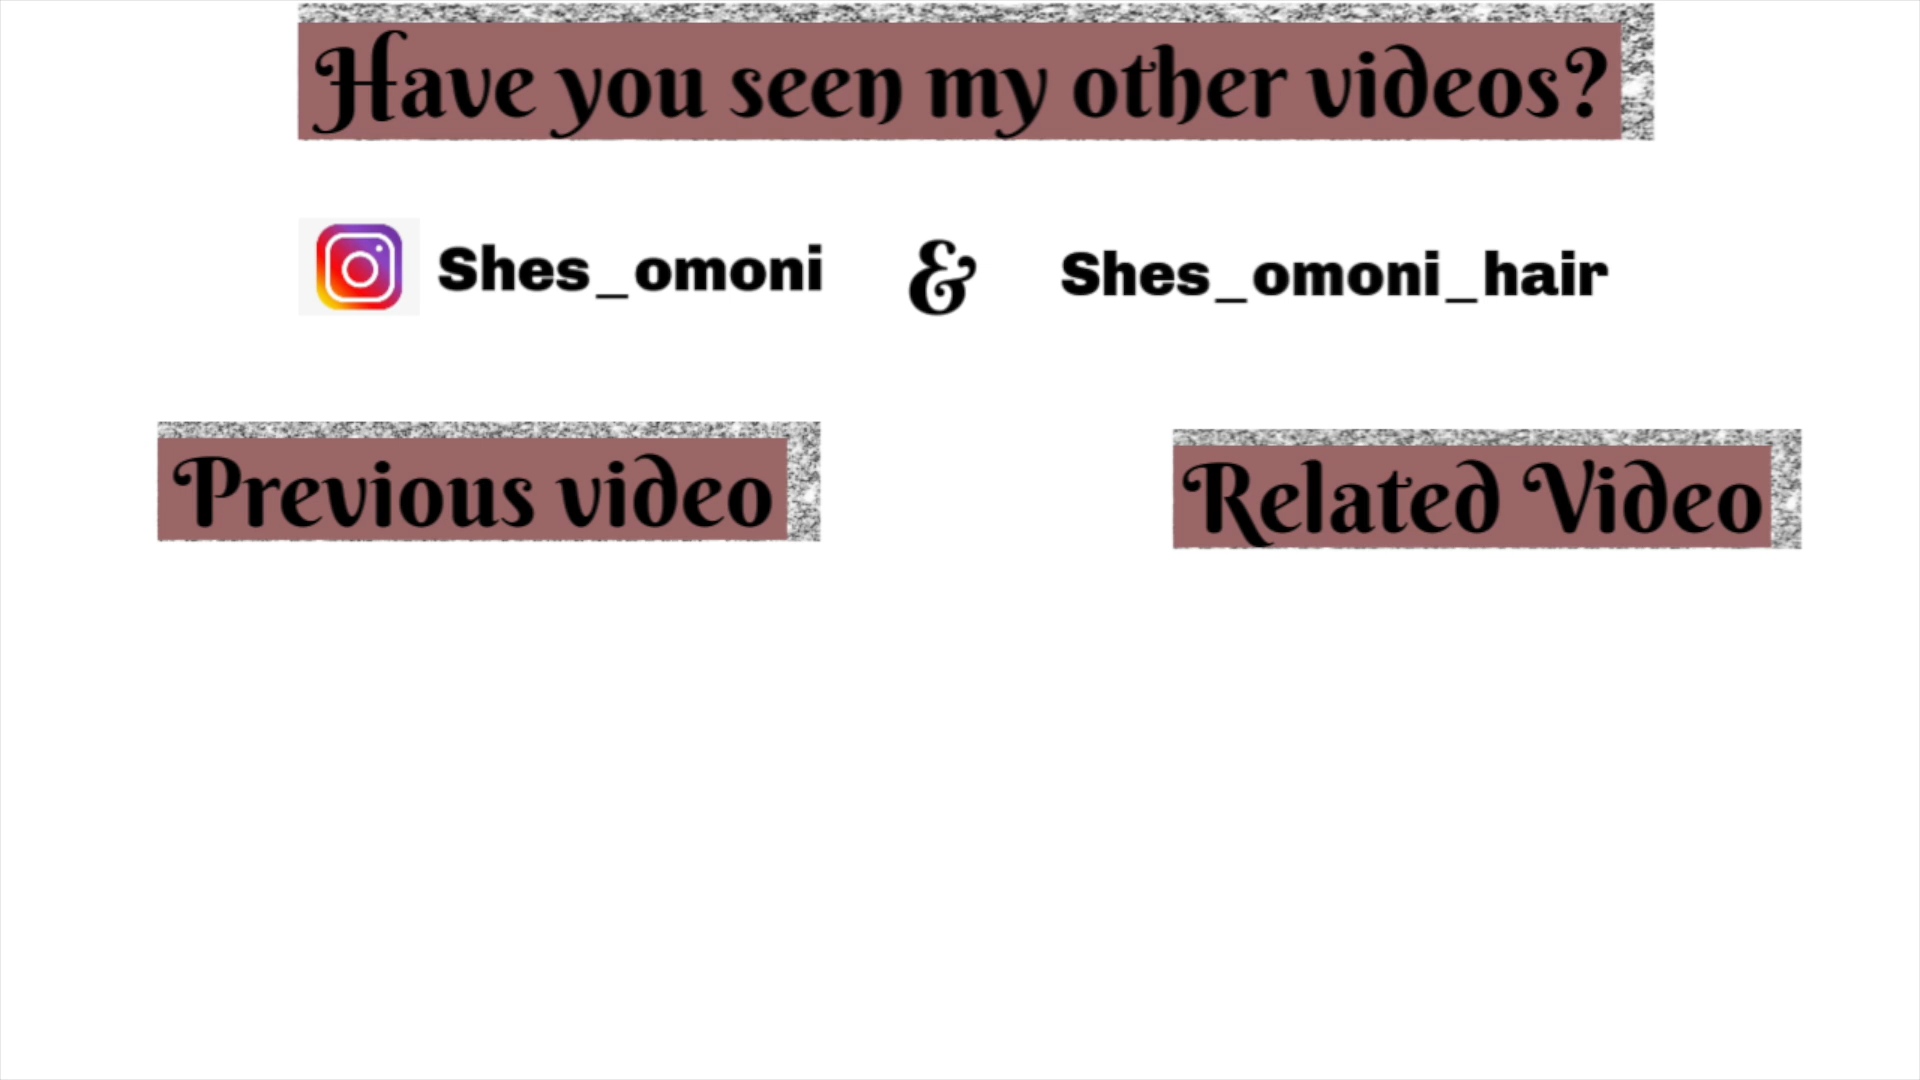 Have you seen my other videos?
Shes_omoni & Shes_omoni_hair
Previous video
Related Video